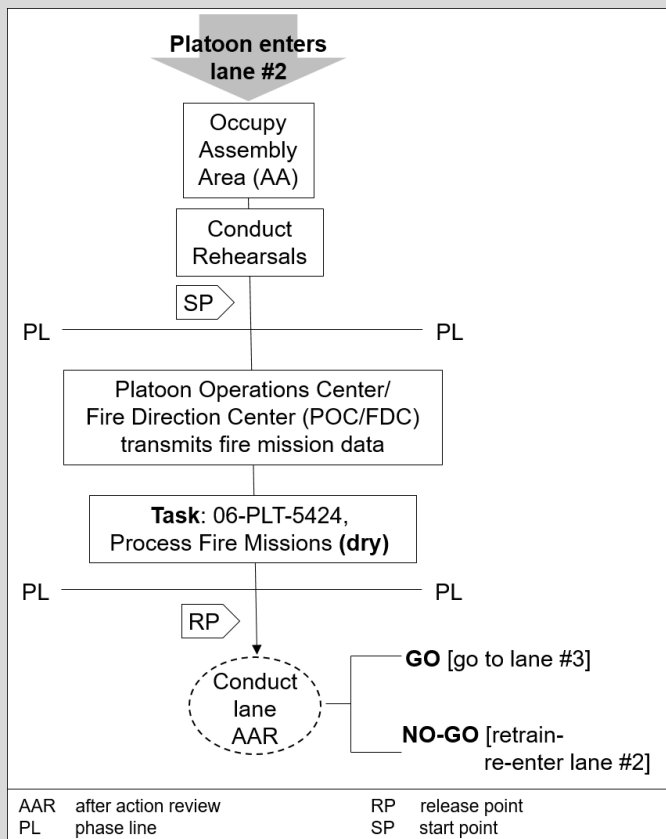 Platoon enters
lane #2
Occupy
Assembly
Area (AA)
Conduct
Rehearsals
SP
PL PL
Platoon Operations Center/
Fire Direction Center (POC/FDC)
transmits fire mission data
Task: 06-PLT-5424,
Process Fire Missions (dry)
PL PL
RP
Conduct
lane
AAR
GO [go to lane #3]
NO-GO [retrain-
re-enter lane #2]
AAR after action review
PL phase line
RP release point
SP start point